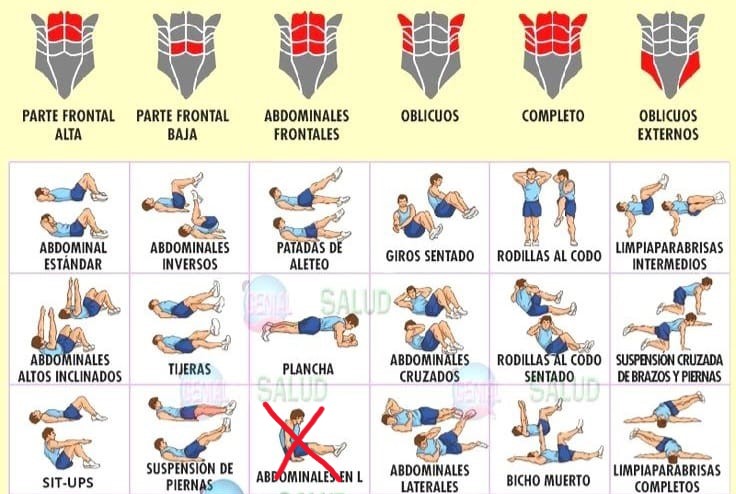 PARTE FRONTAL
ALTA
PARTE FRONTAL
BAJA
ABDOMINALES
FRONTALES
OBLICUOS
COMPLETO
OBLICUOS
EXTERNOS
ABDOMINAL
ESTÁNDAR
ABDOMINALES
INVERSOS
PATADAS DE
ALETEO
GIROS SENTADO
RODILLAS AL CODO
LIMPIAPARABRISAS
INTERMEDIOS
GENIAL SALUD
ABDOMINALES
ALTOS INCLINADOS
TIJERAS
PLANCHA
ABDOMINALES
CRUZADOS
RODILLAS AL CODO
SENTADO
SUSPENSIÓN CRUZADA
DE BRAZOS Y PIERNAS
GENIAL SALUD
GENIAL SALUD
SIT-UPS
SUSPENSIÓN DE
PIERNAS
ABDOMINALES EN L
ABDOMINALES
LATERALES
BICHO MUERTO
LIMPIAPARABRISAS
COMPLETOS